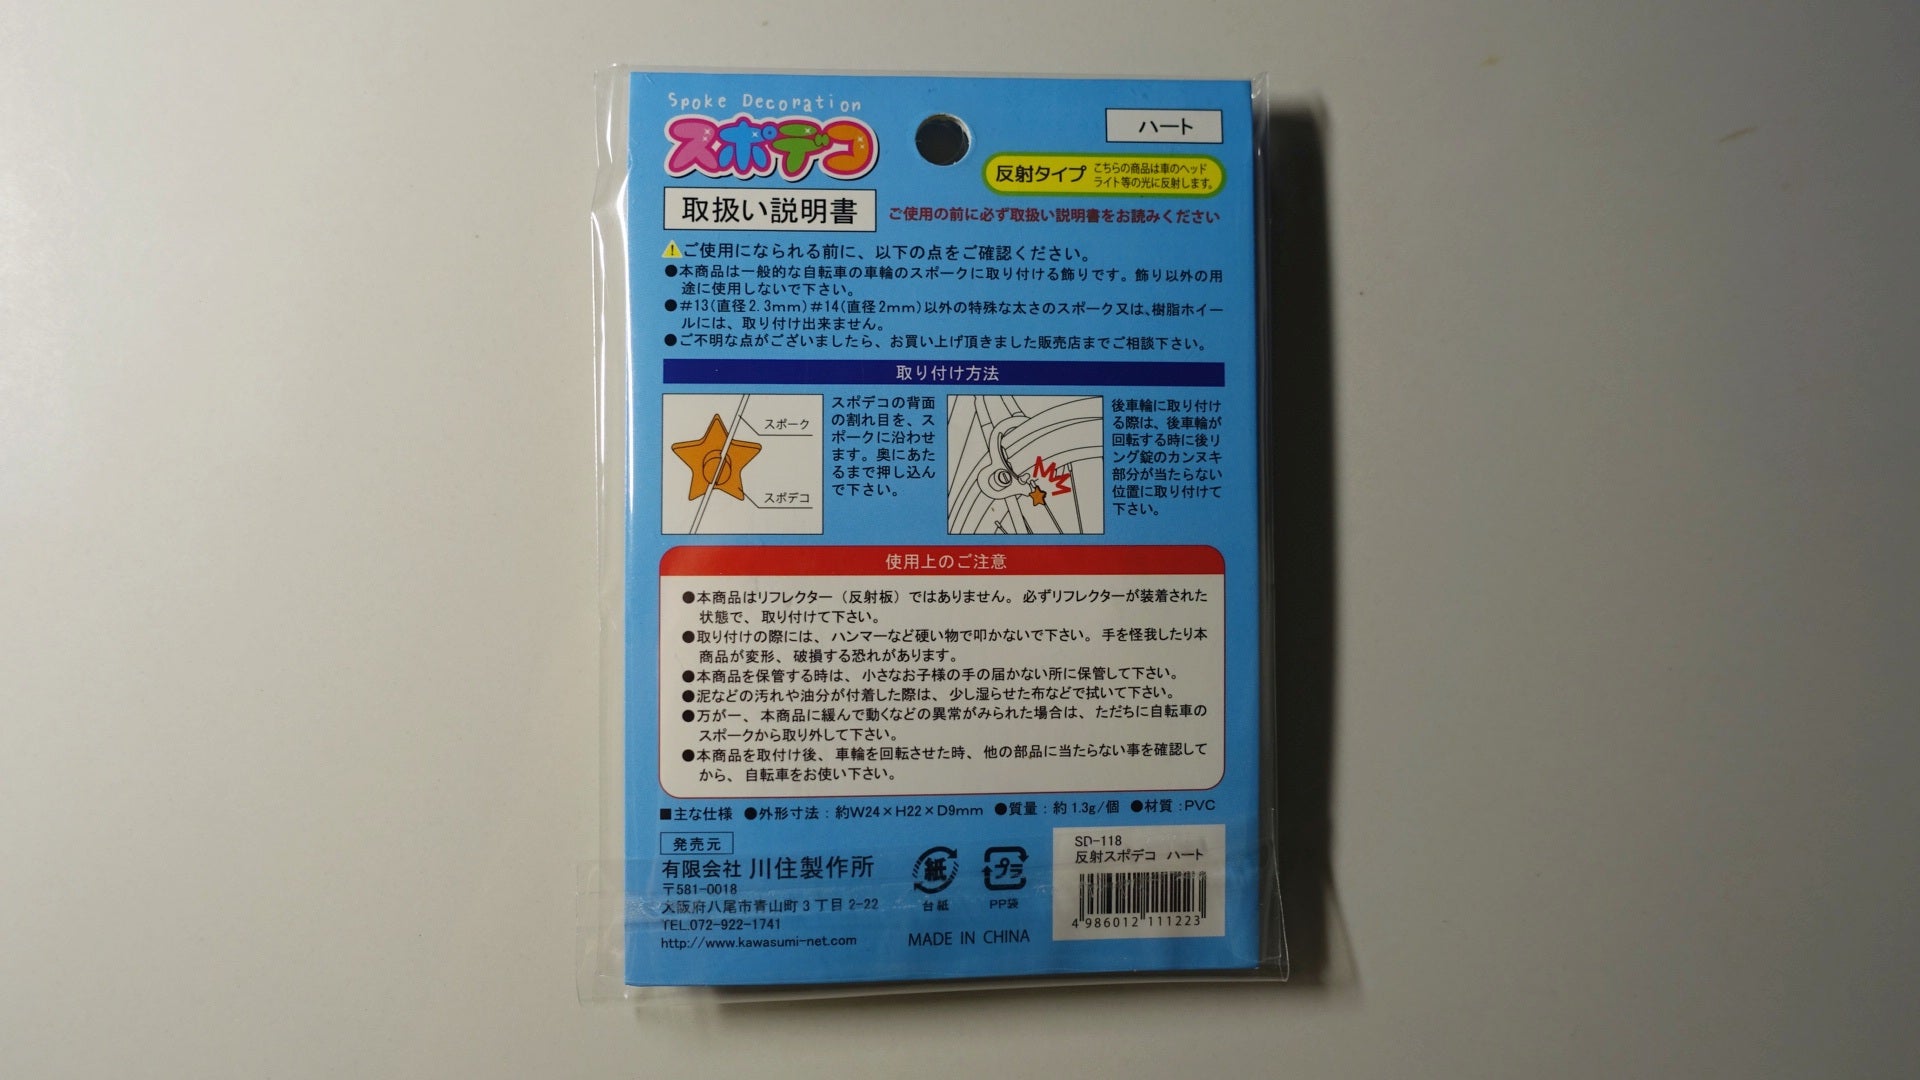 Spoke Decoration
スポデコ
ハート
反射タイプ
こちらの商品は車のヘッド
ライト等の光に反射します。
取扱い説明書
ご使用の前に必ず取扱い説明書をお読みください
ご使用になられる前に、以下の点をご確認ください。
●本商品は一般的な自転車の車輪のスポークに取り付ける飾りです。飾り以外の用
途に使用しないで下さい。
●#13(直径2.3mm)#14(直径2mm)以外の特殊な太さのスポーク又は、樹脂ホイー
ルには、取り付け出来ません。
●ご不明な点がございましたら、お買い上げ頂きました販売店までご相談下さい。
取り付け方法
スポーク
スポデコ
スポデコの背面
の割れ目を、ス
ポークに沿わせ
ます。奥にあた
るまで押し込ん
で下さい。
後車輪に取り付け
る際は、後車輪が
回転する時に後リ
ング錠のカンヌキ
部分が当たらない
位置に取り付けて
下さい。
使用上のご注意
●本商品はリフレクター（反射板）ではありません。必ずリフレクターが装着された
状態で、取り付けて下さい。
●取り付けの際には、ハンマーなど硬い物で叩かないで下さい。手を怪我したり本
商品が変形、破損する恐れがあります。
●本商品を保管する時は、小さなお子様の手の届かない所に保管して下さい。
●泥などの汚れや油分が付着した際は、少し湿らせた布などで拭いて下さい。
●万が一、本商品に緩んで動くなどの異常がみられた場合は、ただちに自転車の
スポークから取り外して下さい。
●本商品を取付け後、車輪を回転させた時、他の部品に当たらない事を確認して
から、自転車をお使い下さい。
■主な仕様 ●外形寸法：約W24×H22×D9mm ●質量：約1.3g/個 ●材質：PVC
発売元
有限会社 川住製作所
〒581-0018
大阪府八尾市青山町3丁目2-22
TEL.072-922-1741
http://www.kawasumi-net.com
紙
台紙
プラ
PP袋
MADE IN CHINA
SD-118
反射スポデコ ハート
4 986012 111223